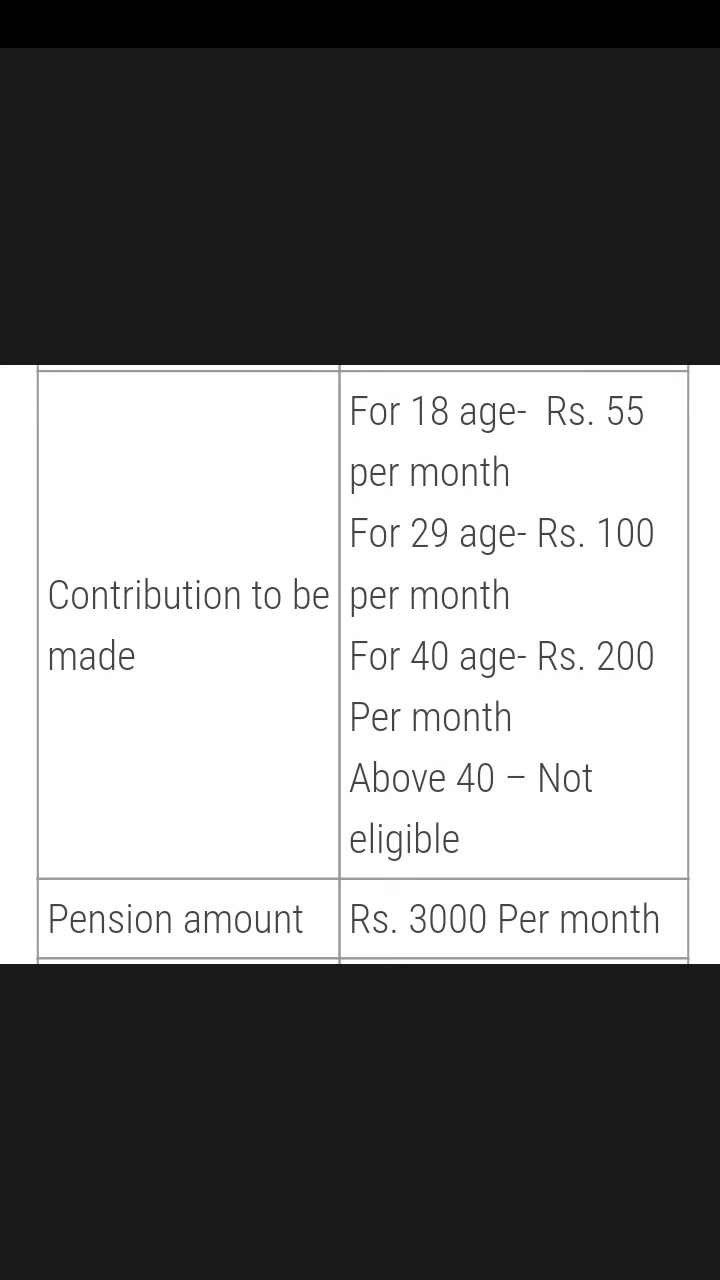 Contribution to be
made
For 18 age-  Rs. 55
per month
For 29 age- Rs. 100
per month
For 40 age- Rs. 200
Per month
Above 40 – Not
eligible
Pension amount
Rs. 3000 Per month